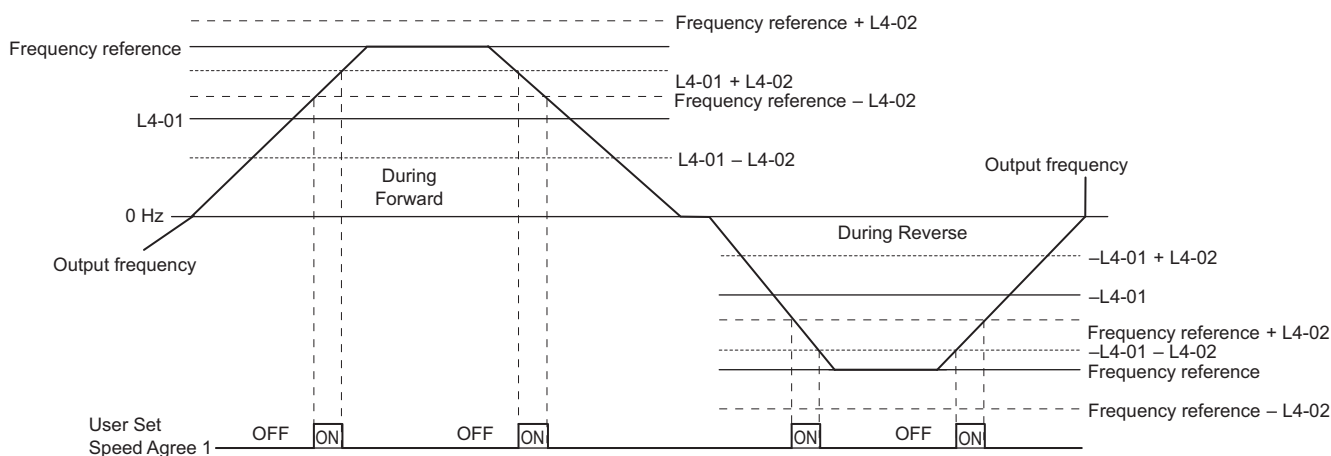 Frequency reference + L4-02
Frequency reference
L4-01 + L4-02
Frequency reference – L4-02
L4-01
L4-01 – L4-02
During
Forward
Output frequency
0 Hz
During Reverse
Output frequency
–L4-01 + L4-02
–L4-01
Frequency reference + L4-02
–L4-01 – L4-02
Frequency reference
Frequency reference – L4-02
User Set
Speed Agree 1
OFF
ON
OFF
ON
ON
OFF
ON